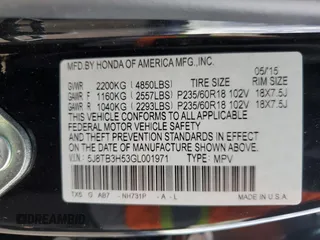 MFD.BY HONDA OF AMERICA MFG.,INC.
05/15
GVWR 2200KG (4850LBS) TIRE SIZE RIM SIZE
GAWR F 1160KG (2557LBS) P235/60R18 102V 18X7.5J
GAWR R 1040KG (2293LBS) P235/60R18 102V 18X7.5J
THIS VEHICLE CONFORMS TO ALL APPLICABLE
FEDERAL MOTOR VEHICLE SAFETY, BUMPER,
AND THEFT PREVENTION STANDARDS IN EFFECT ON THE
DATE OF MANUFACTURE SHOWN ABOVE.
V.I.N.: 5J8TB3H53GL001971 TYPE: MPV
TX6 G AB7 - NH731P - A - L U.S.A.
DREAMBID